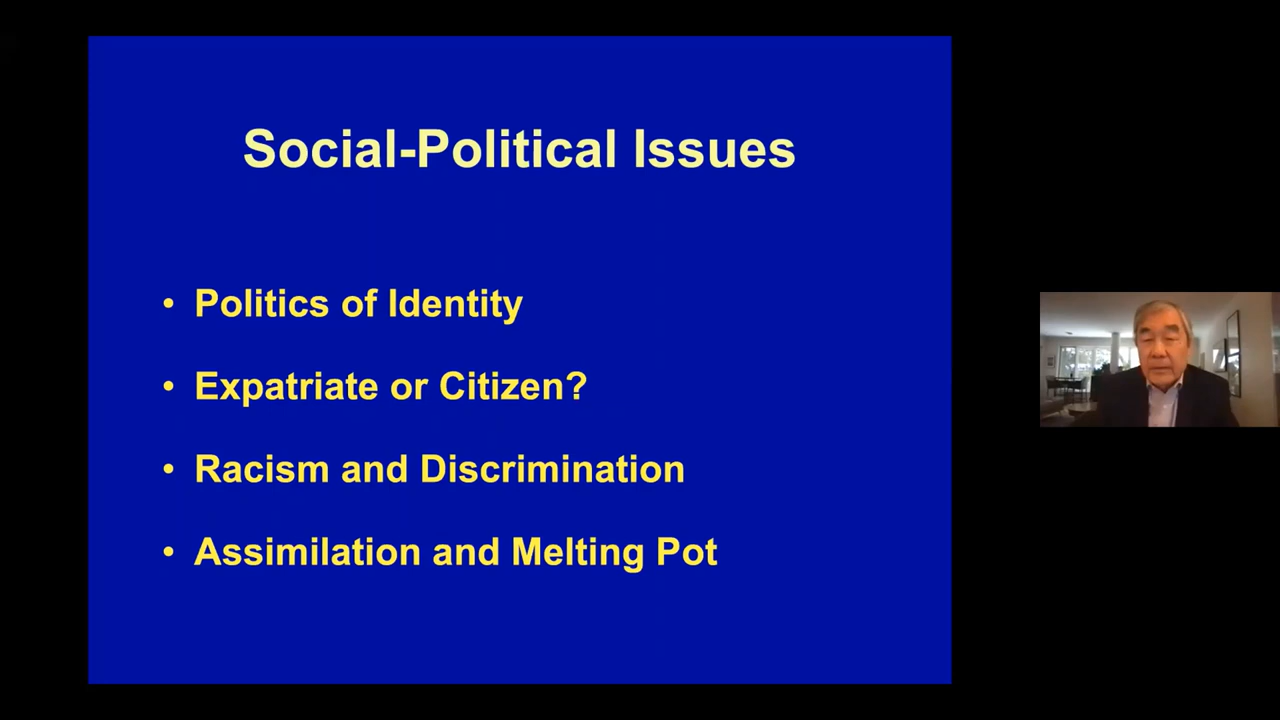 Social-Political Issues
• Politics of Identity
• Expatriate or Citizen?
• Racism and Discrimination
• Assimilation and Melting Pot